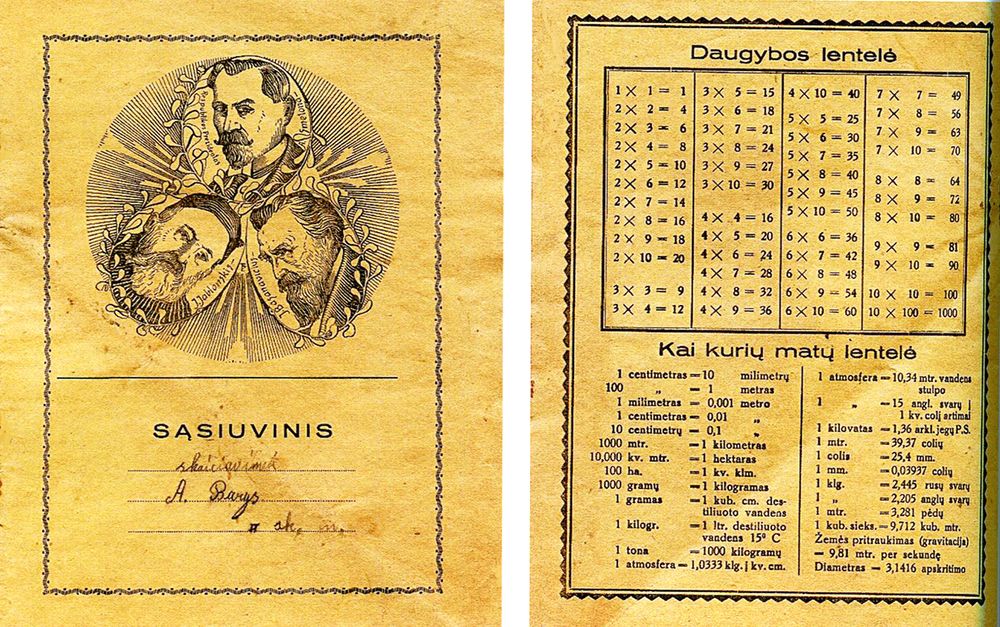 SĄSIUVINIS
A. Barys
Daugybos lentelė
1 × 1 = 1
2 × 2 = 4
2 × 3 = 6
2 × 4 = 8
2 × 5 = 10
2 × 6 = 12
2 × 7 = 14
2 × 8 = 16
2 × 9 = 18
2 × 10 = 20
3 × 3 = 9
3 × 4 = 12
3 × 5 = 15
3 × 6 = 18
3 × 7 = 21
3 × 8 = 24
3 × 9 = 27
3 × 10 = 30
4 × 4 = 16
4 × 5 = 20
4 × 6 = 24
4 × 7 = 28
4 × 8 = 32
4 × 9 = 36
4 × 10 = 40
5 × 5 = 25
5 × 6 = 30
5 × 7 = 35
5 × 8 = 40
5 × 9 = 45
5 × 10 = 50
6 × 6 = 36
6 × 7 = 42
6 × 8 = 48
6 × 9 = 54
6 × 10 = 60
7 × 7 = 49
7 × 8 = 56
7 × 9 = 63
7 × 10 = 70
8 × 8 = 64
8 × 9 = 72
8 × 10 = 80
9 × 9 = 81
9 × 10 = 90
10 × 10 = 100
10 × 100 = 1000
Kai kurių matų lentelė
1 centimetras = 10 milimetrų
100 „ = 1 metras
1 milimetras = 0,001 metro
1 centimetras = 0,01 „
10 centimetrų = 0,1 „
1000 mtr. = 1 kilometras
10,000 kv. mtr. = 1 hektaras
100 ha. = 1 kv. klm.
1000 gramų = 1 kilogramas
1 gramas = 1 kub. cm. des-
tiliuoto vandens
1 kilogr. = 1 ltr. destiliuoto
vandens 15º C
1 tona = 1000 kilogramų
1 atmosfera = 1,0333 klg. į kv. cm.
1 atmosfera = 10,34 mtr. vandens
stulpo
1 „ = 15 angl. svarų į
1 kv. colį artimai
1 kilovatas = 1,36 arkl. jėgų P.S.
1 mtr. = 39,37 colių
1 colis = 25,4 mm.
1 mm. = 0,03937 colių
1 klg. = 2,445 rusų svarų
1 „ = 2,205 anglų svarų
1 mtr. = 3,281 pėdų
1 kub. sieks. = 9,712 kub. mtr.
Žemės pritraukimas (gravitacija)
= 9,81 mtr. per sekundę
Diametras = 3,1416 apskritimo